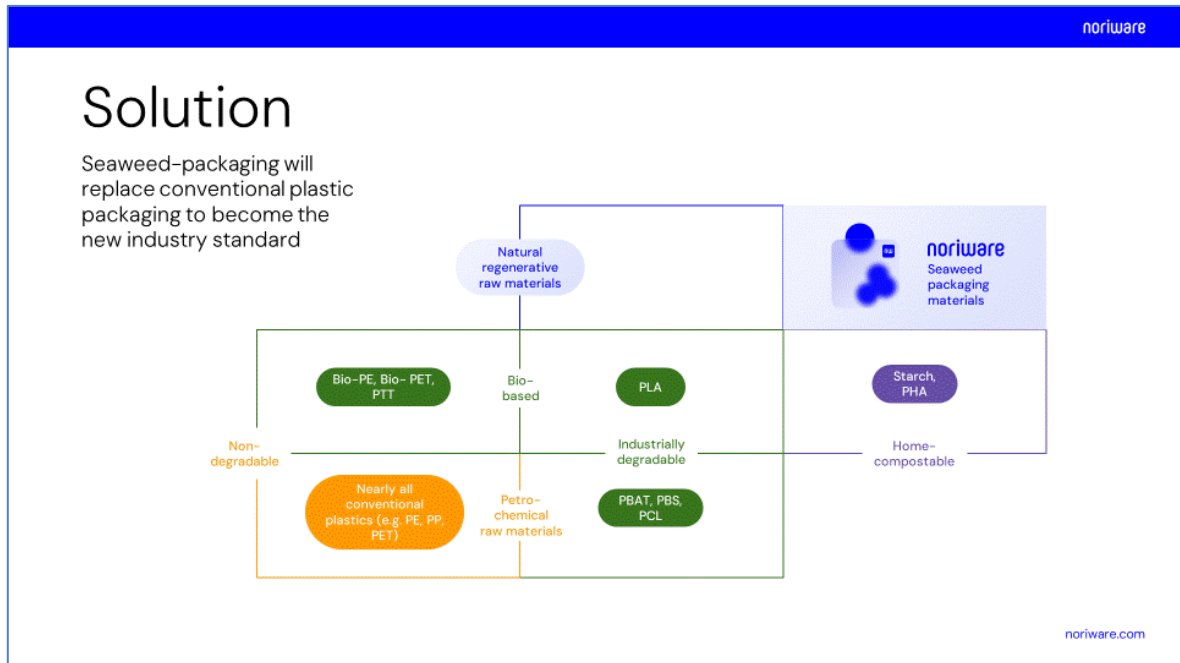 noriware
Solution
Seaweed-packaging will
replace conventional plastic
packaging to become the
new industry standard
Natural
regenerative
raw materials
nw
noriware
Seaweed
packaging
materials
Bio-PE, Bio- PET,
PTT
Bio-
based
PLA
Starch,
PHA
Non-
degradable
Industrially
degradable
Home-
compostable
Nearly all
conventional
plastics (e.g. PE, PP,
PET)
Petro-
chemical
raw materials
PBAT, PBS,
PCL
noriware.com